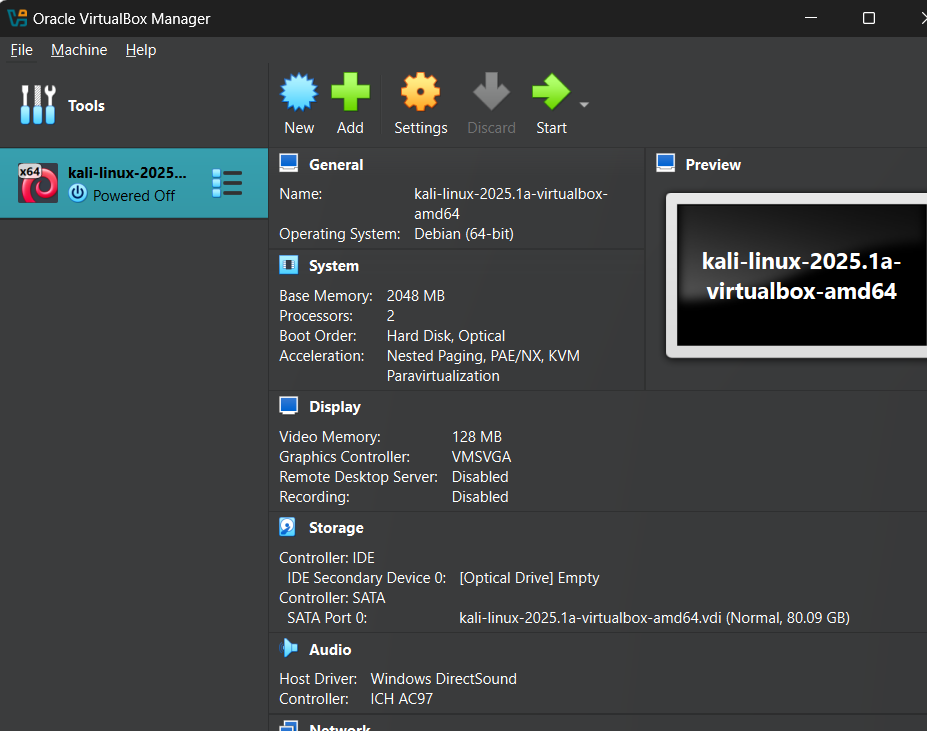 Oracle VirtualBox Manager
File Machine Help
Tools
New Add Settings Discard Start
x64
kali-linux-2025...
Powered Off
General
Name: kali-linux-2025.1a-virtualbox-
amd64
Operating System: Debian (64-bit)
Preview
kali-linux-2025.1a-
virtualbox-amd64
System
Base Memory: 2048 MB
Processors: 2
Boot Order: Hard Disk, Optical
Acceleration: Nested Paging, PAE/NX, KVM
Paravirtualization
Display
Video Memory: 128 MB
Graphics Controller: VMSVGA
Remote Desktop Server: Disabled
Recording: Disabled
Storage
Controller: IDE
IDE Secondary Device 0: [Optical Drive] Empty
Controller: SATA
SATA Port 0: kali-linux-2025.1a-virtualbox-amd64.vdi (Normal, 80.09 GB)
Audio
Host Driver: Windows DirectSound
Controller: ICH AC97
Network